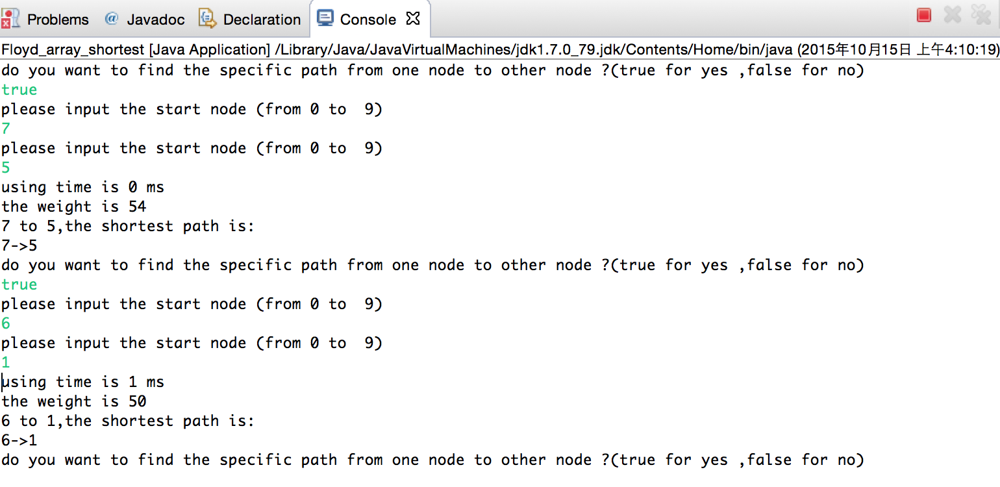 Problems @ Javadoc Declaration Console
Floyd_array_shortest [Java Application] /Library/Java/JavaVirtualMachines/jdk1.7.0_79.jdk/Contents/Home/bin/java (2015年10月15日 上午4:10:19)
do you want to find the specific path from one node to other node ?(true for yes ,false for no)
true
please input the start node (from 0 to  9)
7
please input the start node (from 0 to  9)
5
using time is 0 ms
the weight is 54
7 to 5,the shortest path is:
7->5
do you want to find the specific path from one node to other node ?(true for yes ,false for no)
true
please input the start node (from 0 to  9)
6
please input the start node (from 0 to  9)
1
using time is 1 ms
the weight is 50
6 to 1,the shortest path is:
6->1
do you want to find the specific path from one node to other node ?(true for yes ,false for no)